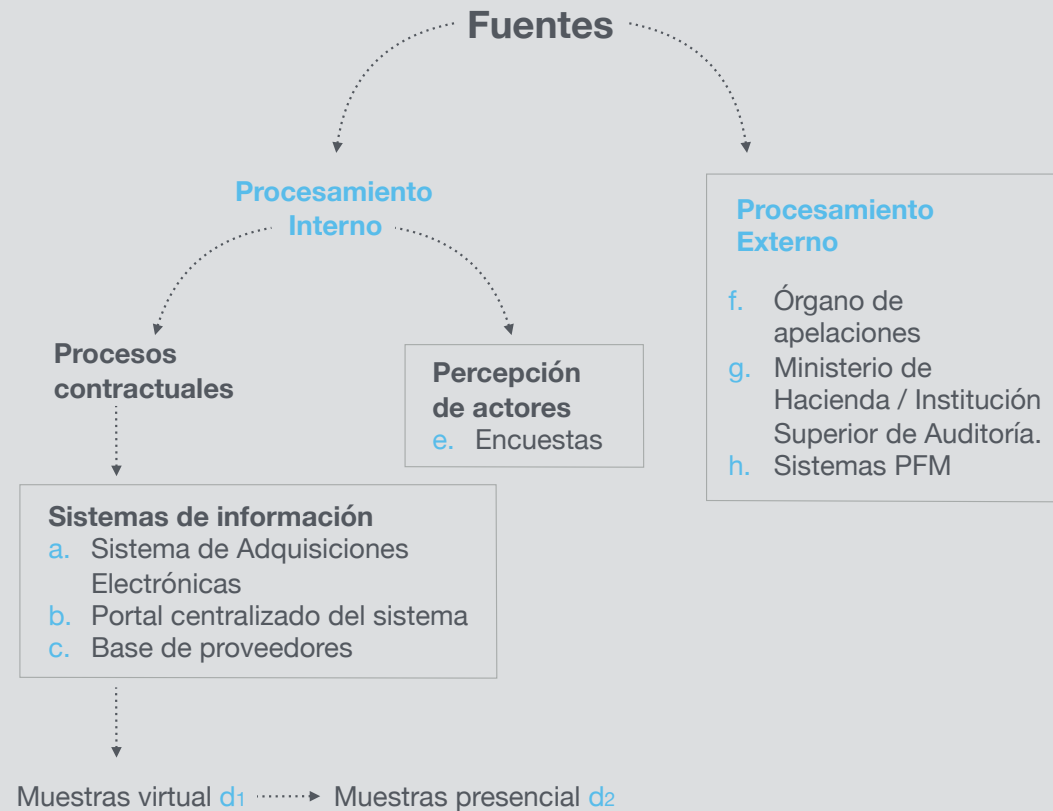 Fuentes
Procesamiento
Interno
Procesos
contractuales
Percepción
de actores
e. Encuestas
Sistemas de información
a. Sistema de Adquisiciones
Electrónicas
b. Portal centralizado del sistema
c. Base de proveedores
Muestras virtual d1
Muestras presencial d2
Procesamiento
Externo
f. Órgano de
apelaciones
g. Ministerio de
Hacienda / Institución
Superior de Auditoría.
h. Sistemas PFM